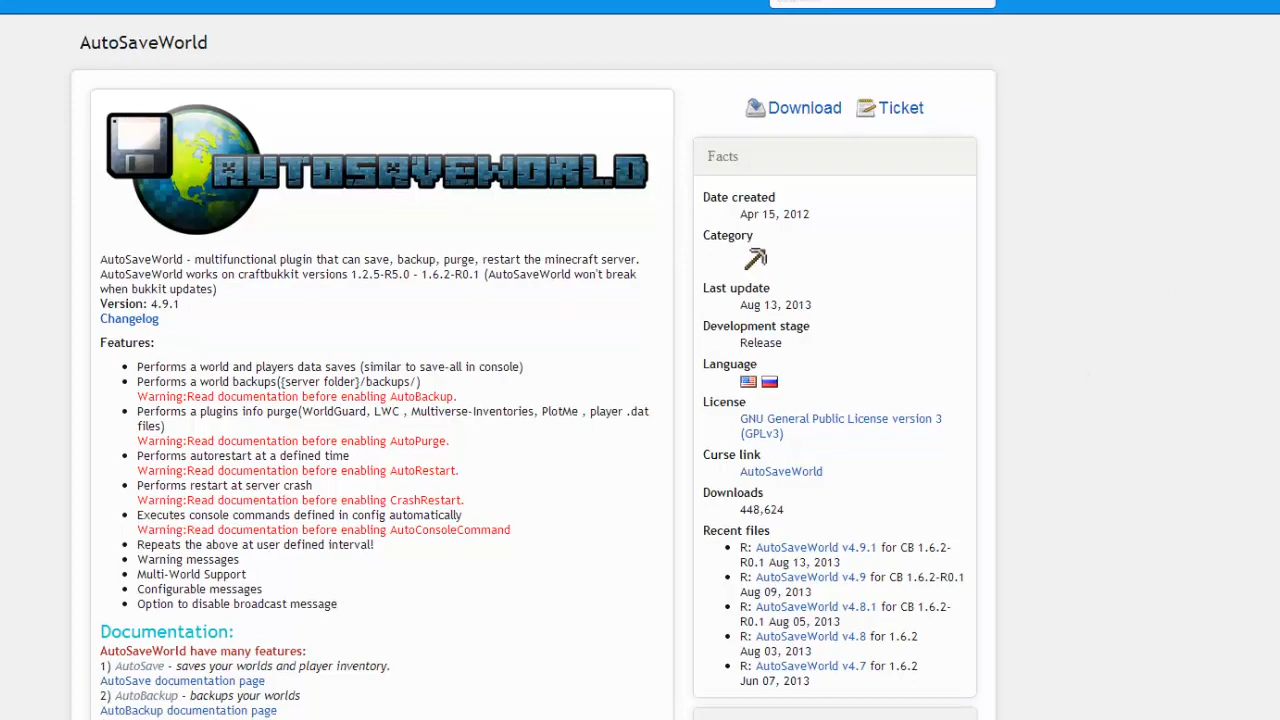 AutoSaveWorld
AUTOSAVEWORLD
AutoSaveWorld - multifunctional plugin that can save, backup, purge, restart the minecraft server.
AutoSaveWorld works on craftbukkit versions 1.2.5-R5.0 - 1.6.2-R0.1 (AutoSaveWorld won't break
when bukkit updates)
Version: 4.9.1
Changelog
Features:
• Performs a world and players data saves (similar to save-all in console)
• Performs a world backups({server folder}/backups/)
Warning:Read documentation before enabling AutoBackup.
• Performs a plugins info purge(WorldGuard, LWC , Multiverse-Inventories, PlotMe , player .dat
files)
Warning:Read documentation before enabling AutoPurge.
• Performs autorestart at a defined time
Warning:Read documentation before enabling AutoRestart.
• Performs restart at server crash
Warning:Read documentation before enabling CrashRestart.
• Executes console commands defined in config automatically
Warning:Read documentation before enabling AutoConsoleCommand
• Repeats the above at user defined interval!
• Warning messages
• Multi-World Support
• Configurable messages
• Option to disable broadcast message
Documentation:
AutoSaveWorld have many features:
1) AutoSave - saves your worlds and player inventory.
AutoSave documentation page
2) AutoBackup - backups your worlds
AutoBackup documentation page
Download Ticket
Facts
Date created
Apr 15, 2012
Category
Last update
Aug 13, 2013
Development stage
Release
Language
License
GNU General Public License version 3
(GPLv3)
Curse link
AutoSaveWorld
Downloads
448,624
Recent files
• R: AutoSaveWorld v4.9.1 for CB 1.6.2-
R0.1 Aug 13, 2013
• R: AutoSaveWorld v4.9 for CB 1.6.2-R0.1
Aug 09, 2013
• R: AutoSaveWorld v4.8.1 for CB 1.6.2-
R0.1 Aug 05, 2013
• R: AutoSaveWorld v4.8 for 1.6.2
Aug 03, 2013
• R: AutoSaveWorld v4.7 for 1.6.2
Jun 07, 2013